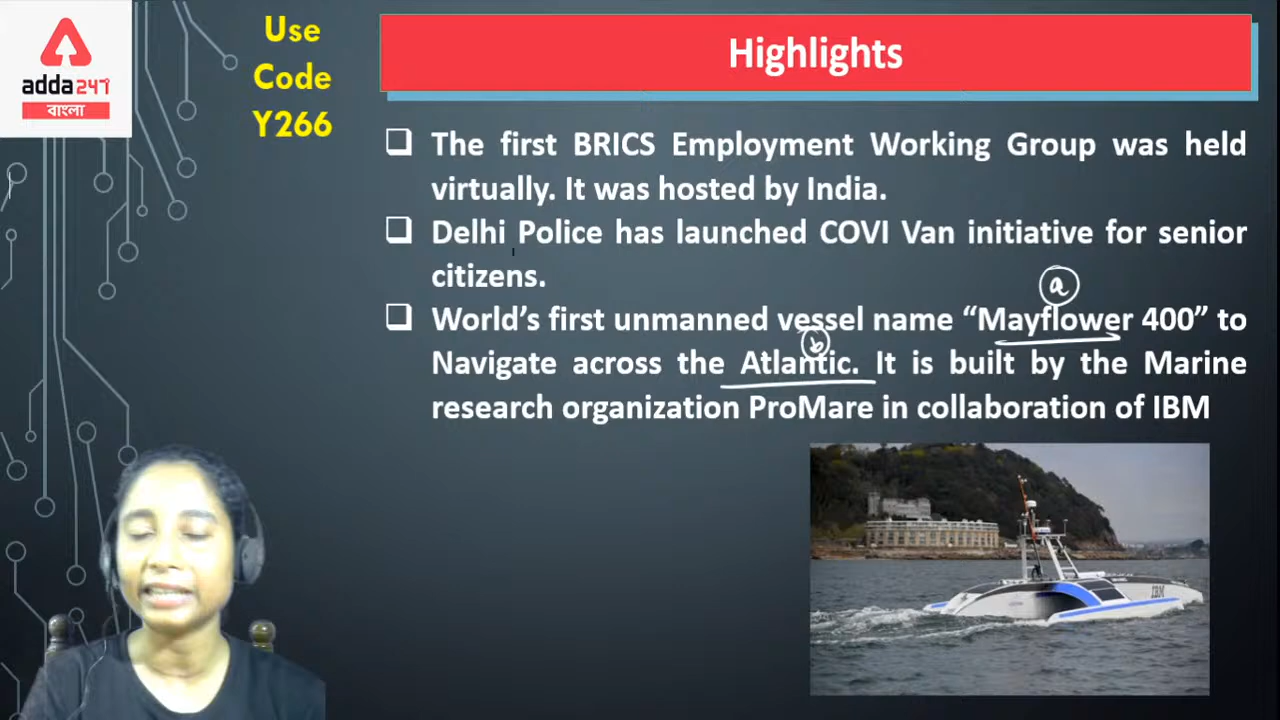 adda247
বাংলা
Use
Code
Y266
Highlights
The first BRICS Employment Working Group was held
virtually. It was hosted by India.
Delhi Police has launched COVI Van initiative for senior
citizens.
a
World's first unmanned vessel name “Mayflower 400” to
b
Navigate across the Atlantic. It is built by the Marine
research organization ProMare in collaboration of IBM
IBM